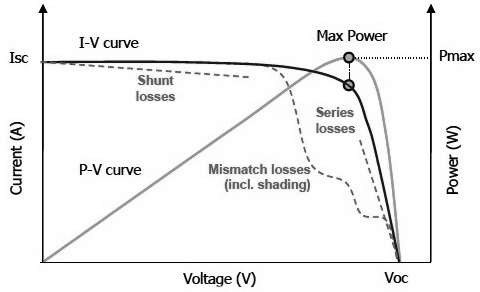 I-V curve
Max Power
Isc
Pmax
Shunt
losses
Series
losses
Current (A)
P-V curve
Mismatch losses
(incl. shading)
Power (W)
Voltage (V)
Voc